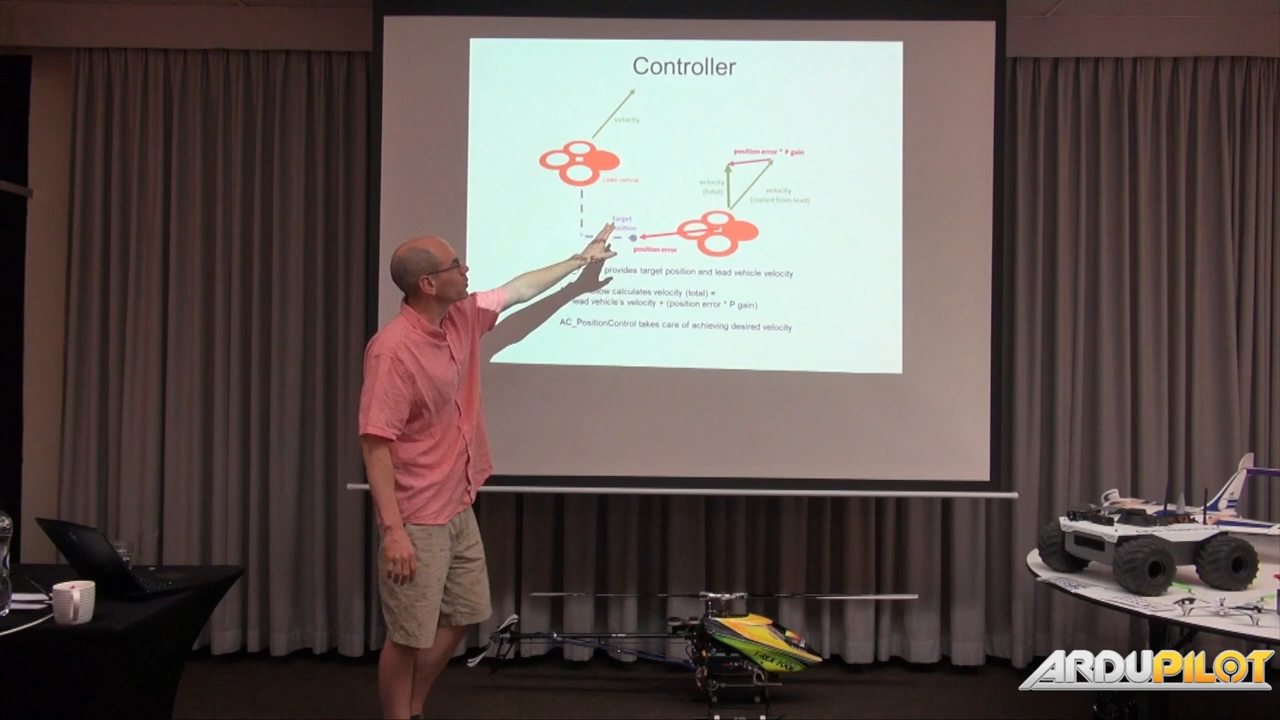 Controller
velocity
Lead vehicle
position error * P gain
velocity
(total)
velocity
(copied from lead)
Target
position error
provides target position and lead vehicle velocity
calculates velocity (total) =
lead vehicle's velocity + (position error * P gain)
AC_PositionControl takes care of achieving desired velocity
T-REX 700E
ARDUPILOT